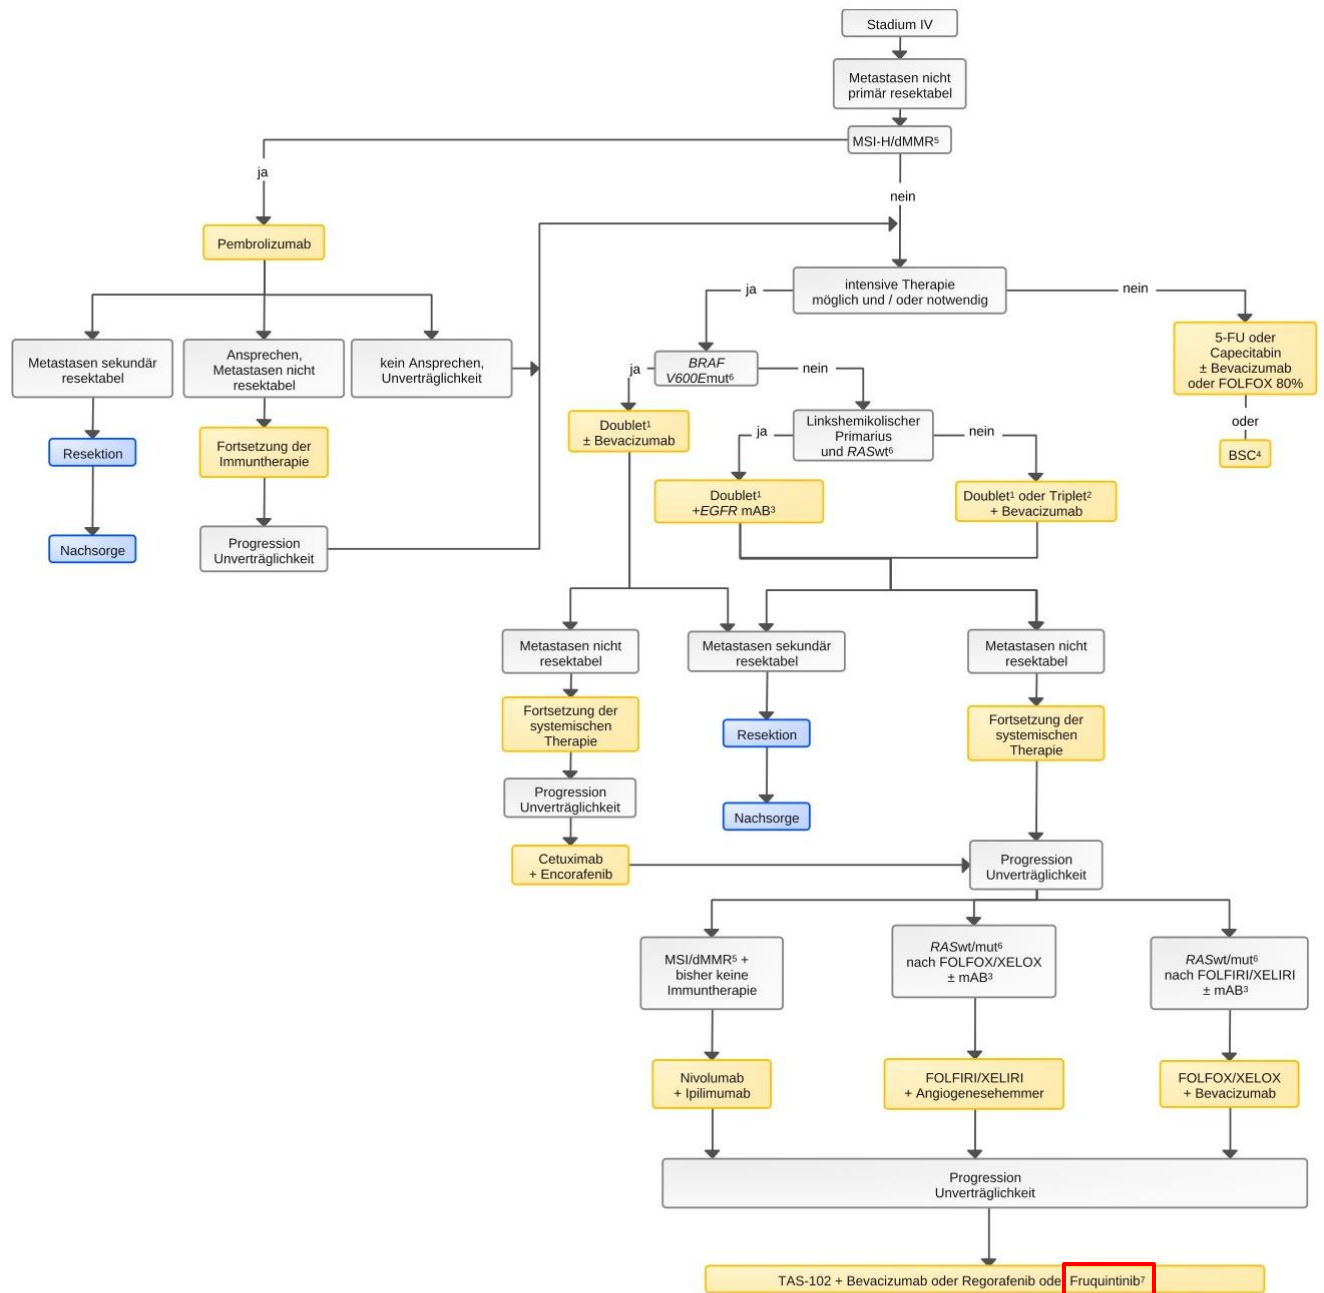 Stadium IV
Metastasen nicht
primär resektabel
MSI-H/dMMR⁵
ja
nein
Pembrolizumab
intensive Therapie
möglich und / oder notwendig
ja
nein
Metastasen sekundär
resektabel
Ansprechen,
Metastasen nicht
resektabel
kein Ansprechen,
Unverträglichkeit
5-FU oder
Capecitabin
± Bevacizumab
oder FOLFOX 80%
oder
BSC⁴
BRAF
V600Emut⁶
ja
nein
Doublet¹
± Bevacizumab
Linkshemikolischer
Primarius
und RASwt⁶
ja
nein
Resektion
Fortsetzung der
Immuntherapie
Doublet¹
+EGFR mAB³
Doublet¹ oder Triplet²
+ Bevacizumab
Nachsorge
Progression
Unverträglichkeit
Metastasen nicht
resektabel
Metastasen sekundär
resektabel
Metastasen nicht
resektabel
Fortsetzung der
systemischen
Therapie
Resektion
Fortsetzung der
systemischen
Therapie
Progression
Unverträglichkeit
Nachsorge
Cetuximab
+ Encorafenib
Progression
Unverträglichkeit
MSI/dMMR⁵ +
bisher keine
Immuntherapie
RASwt/mut⁶
nach FOLFOX/XELOX
± mAB³
RASwt/mut⁶
nach FOLFIRI/XELIRI
± mAB³
Nivolumab
+ Ipilimumab
FOLFIRI/XELIRI
+ Angiogenesehemmer
FOLFOX/XELOX
+ Bevacizumab
Progression
Unverträglichkeit
TAS-102 + Bevacizumab oder Regorafenib ode Fruquintinib⁷